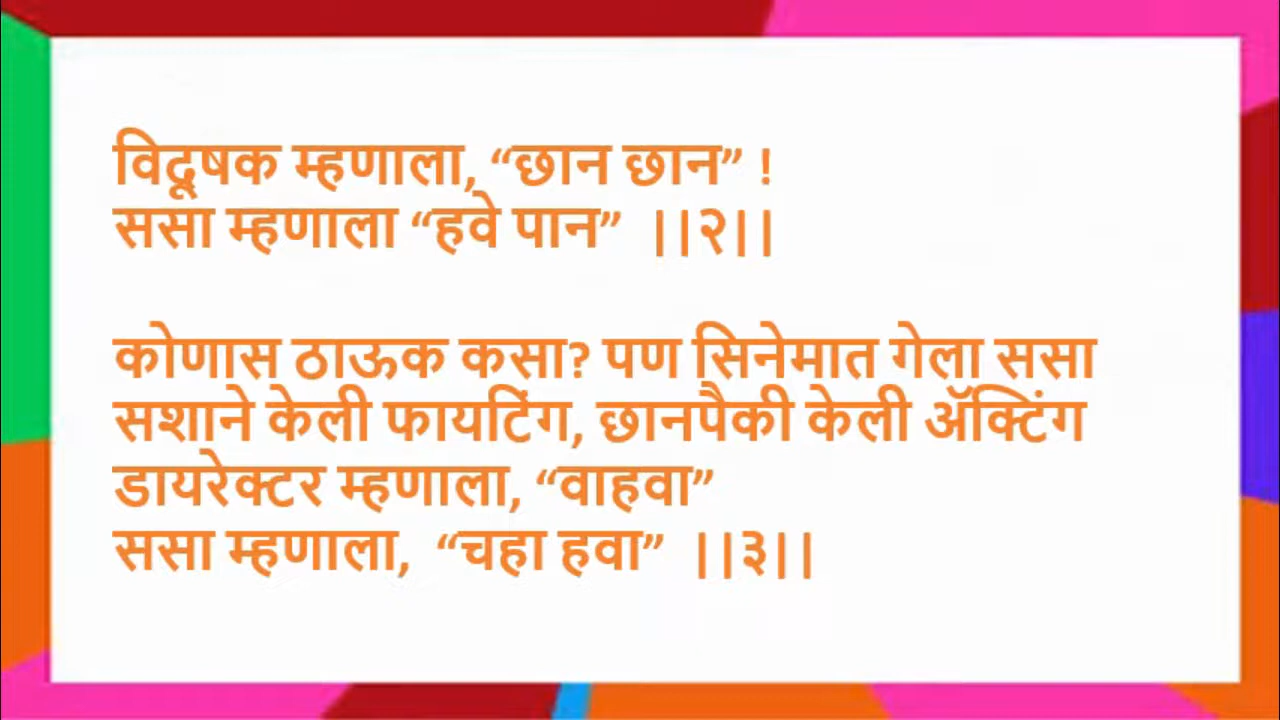 विदूषक म्हणाला, “छान छान” !
ससा म्हणाला “हवे पान” ||२||
कोणास ठाऊक कसा? पण सिनेमात गेला ससा
सशाने केली फायटिंग, छानपैकी केली ॲक्टिंग
डायरेक्टर म्हणाला, “वाहवा”
ससा म्हणाला, “चहा हवा” ||३||